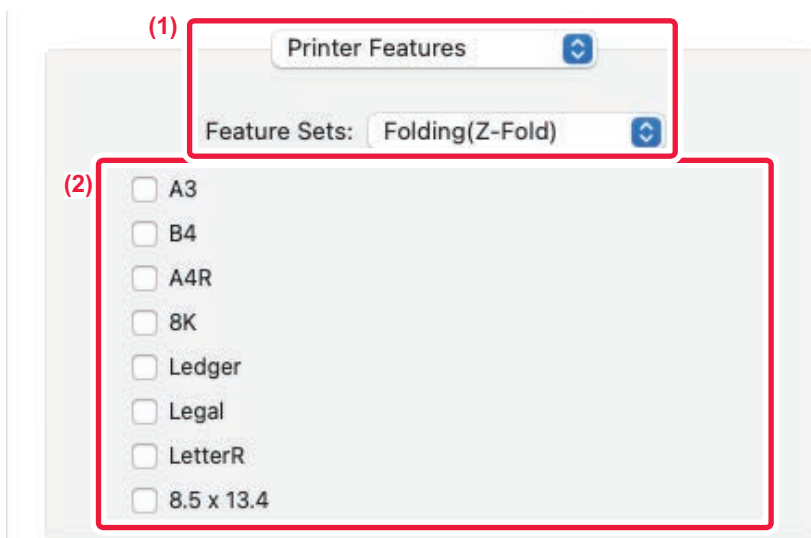 (1)
Printer Features
Feature Sets: Folding(Z-Fold)
(2)
A3
B4
A4R
8K
Ledger
Legal
LetterR
8.5 x 13.4